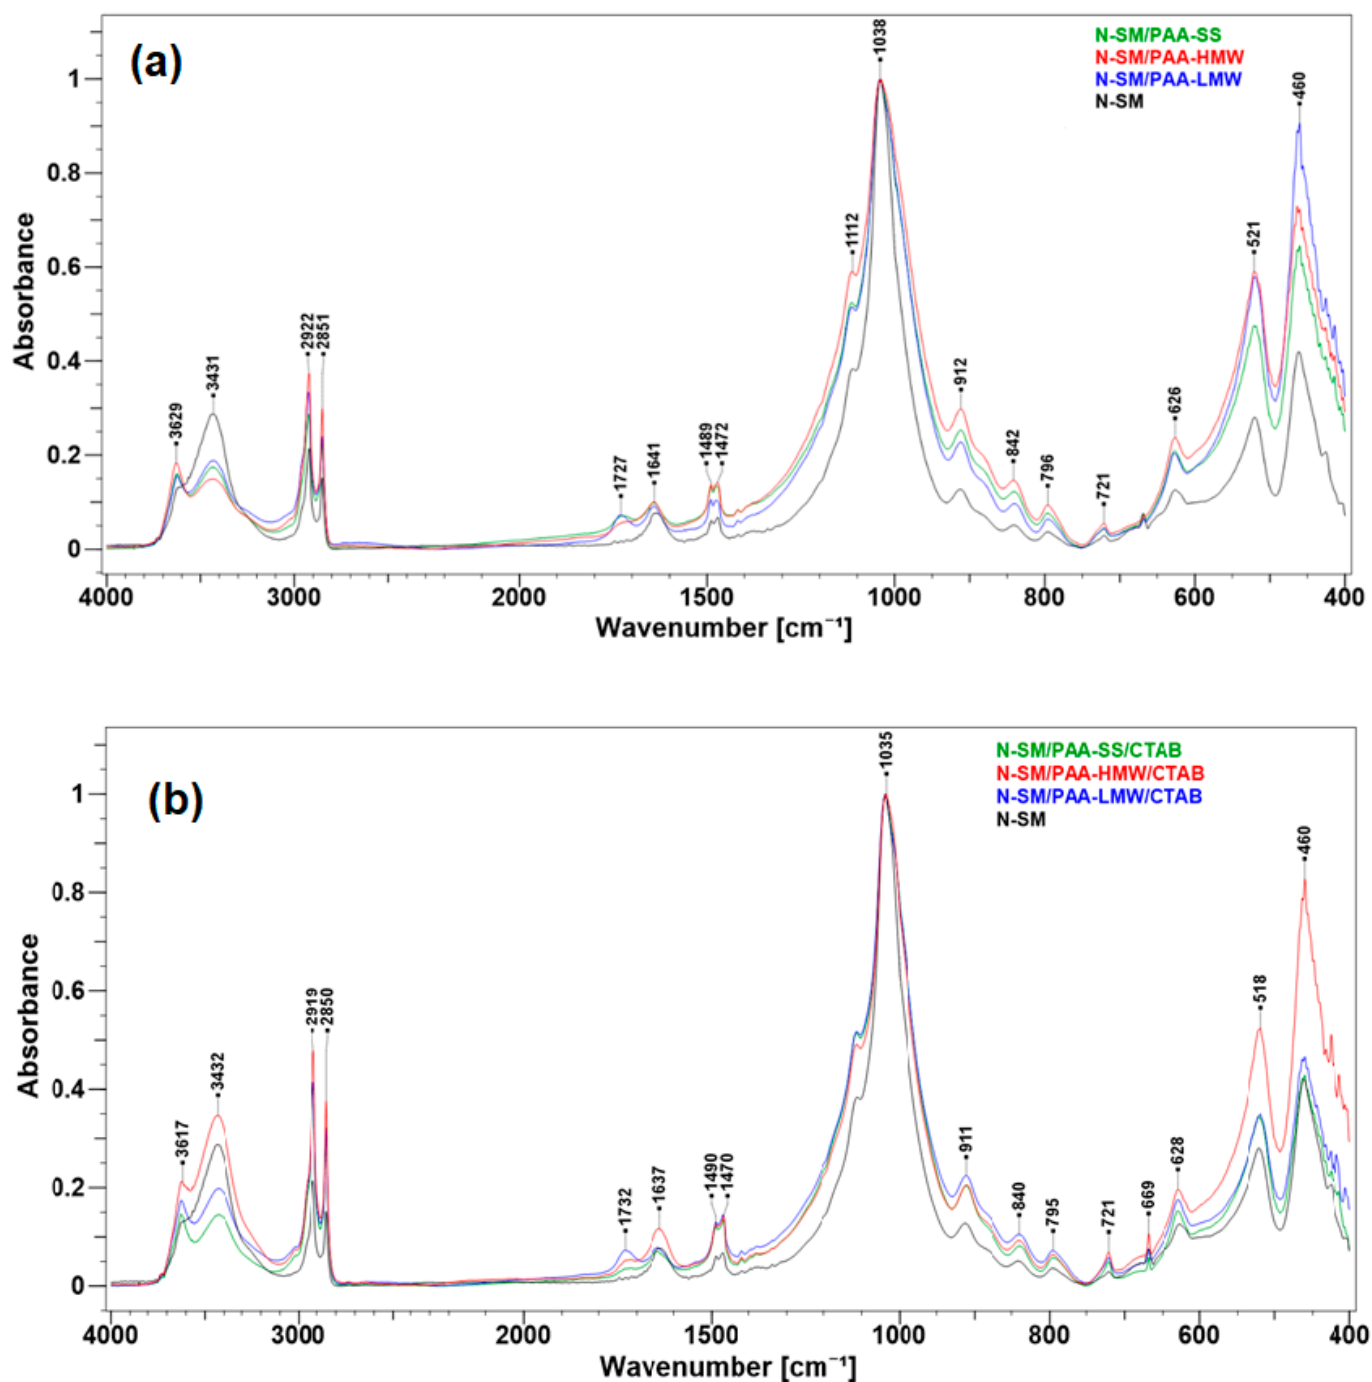 (a)
N-SM/PAA-SS
N-SM/PAA-HMW
N-SM/PAA-LMW
N-SM
Absorbance
1
0.8
0.6
0.4
0.2
0
3629
3431
2922
2851
1727
1641
1489
1472
1112
1038
912
842
796
721
626
521
460
4000 3000 2000 1500 1000 800 600 400
Wavenumber [cm⁻¹]
(b)
N-SM/PAA-SS/CTAB
N-SM/PAA-HMW/CTAB
N-SM/PAA-LMW/CTAB
N-SM
Absorbance
1
0.8
0.6
0.4
0.2
0
3617
3432
2919
2850
1732
1637
1490
1470
1035
911
840
795
721
669
628
518
460
4000 3000 2000 1500 1000 800 600 400
Wavenumber [cm⁻¹]